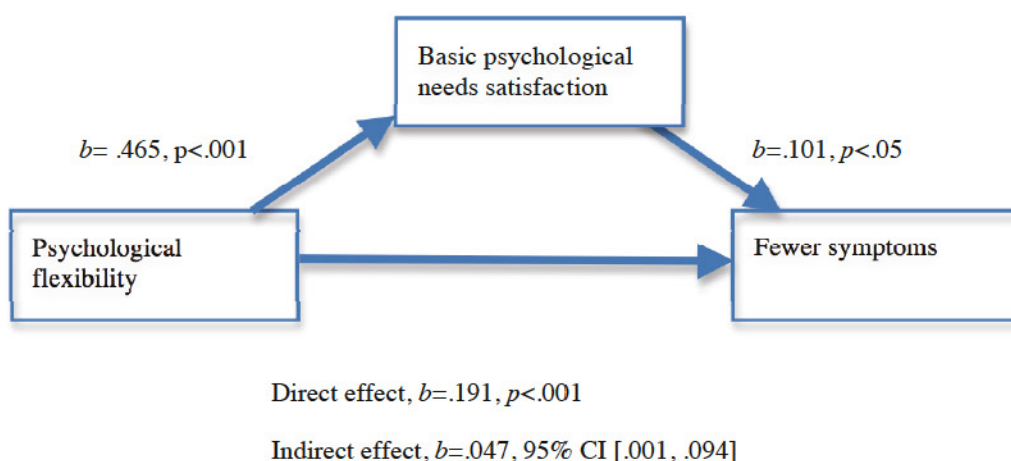 Basic psychological
needs satisfaction
b= .465, p<.001
b=.101, p<.05
Psychological
flexibility
Fewer symptoms
Direct effect, b=.191, p<.001
Indirect effect, b=.047, 95% CI [.001, .094]